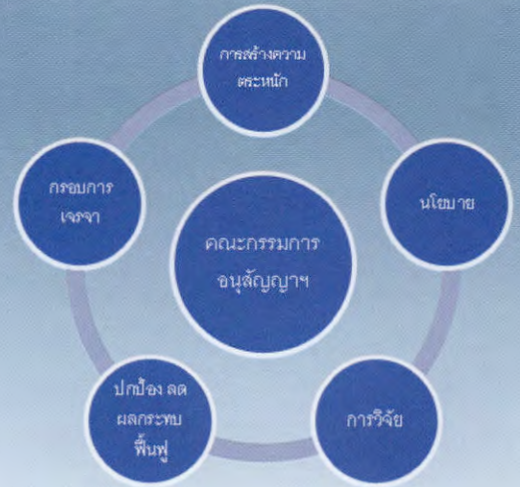 การสร้างความ
ตระหนัก
นโยบาย
การวิจัย
ปกป้อง ลด
ผลกระทบ
ฟื้นฟู
กรอบการ
เจรจา
คณะกรรมการ
อนุสัญญาฯ